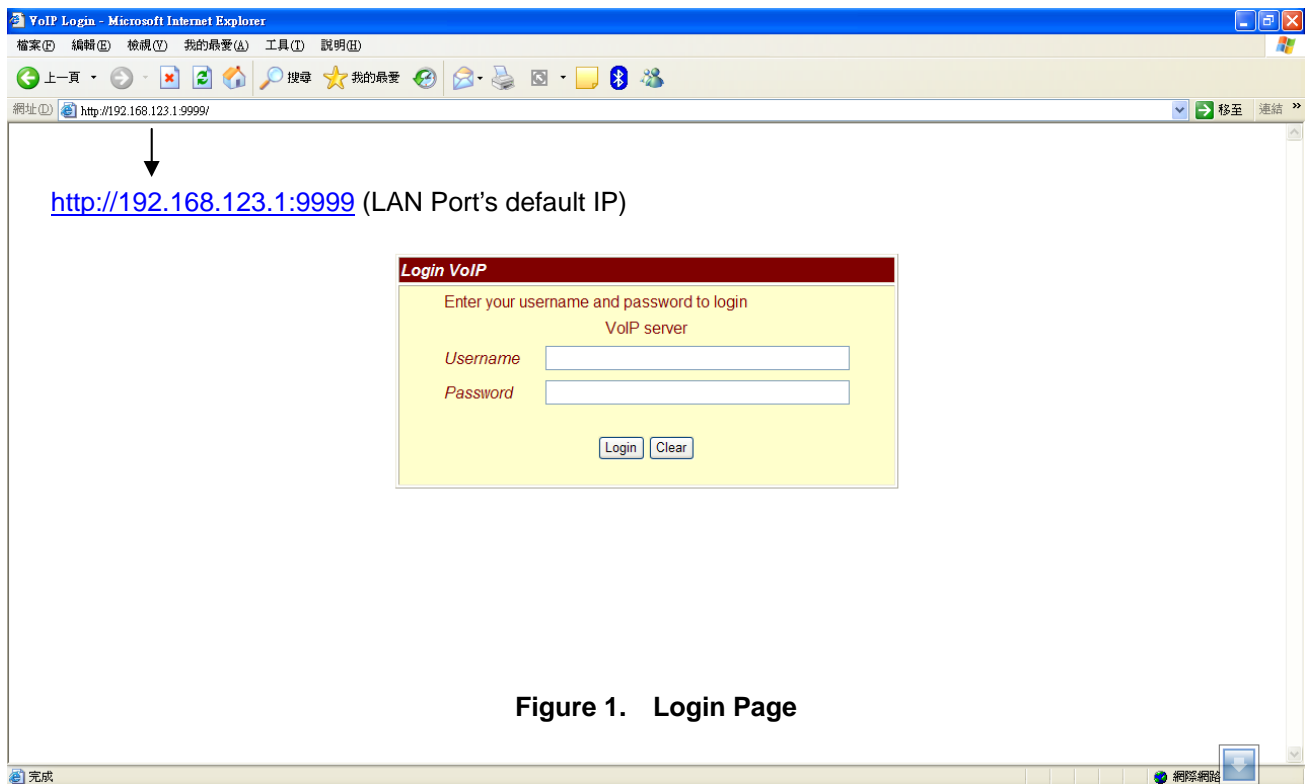 VoIP Login - Microsoft Internet Explorer
檔案(F) 編輯(E) 檢視(V) 我的最愛(A) 工具(T) 說明(H)
上一頁 搜尋 我的最愛
網址(D) http://192.168.123.1:9999/ 移至 連結 »
http://192.168.123.1:9999 (LAN Port's default IP)
Login VoIP
Enter your username and password to login
VoIP server
Username
Password
Login Clear
Figure 1. Login Page
完成 網際網路